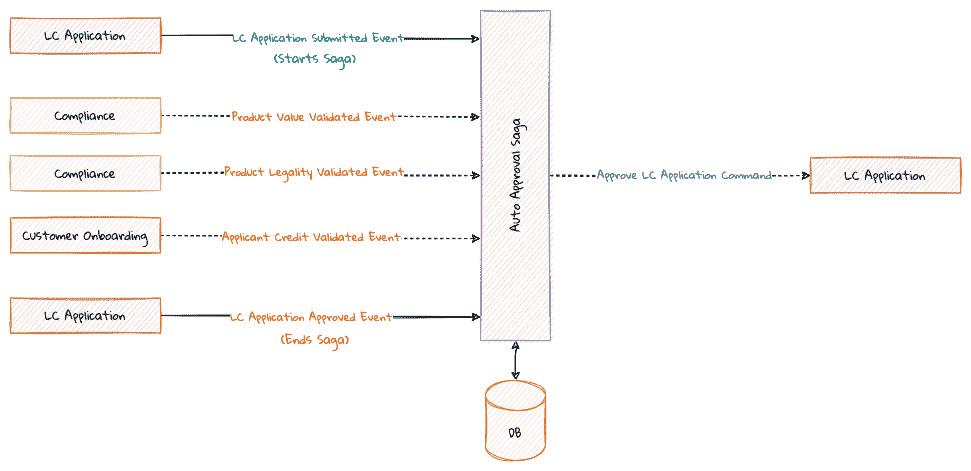 LC Application
LC Application Submitted Event
(Starts Saga)
Compliance
Product Value Validated Event
Compliance
Product Legality Validated Event
Customer Onboarding
Applicant Credit Validated Event
LC Application
LC Application Approved Event
(Ends Saga)
Auto Approval Saga
Approve LC Application Command
LC Application
DB